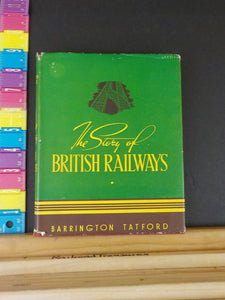 The Story of
BRITISH RAILWAYS
BARRINGTON TATFORD